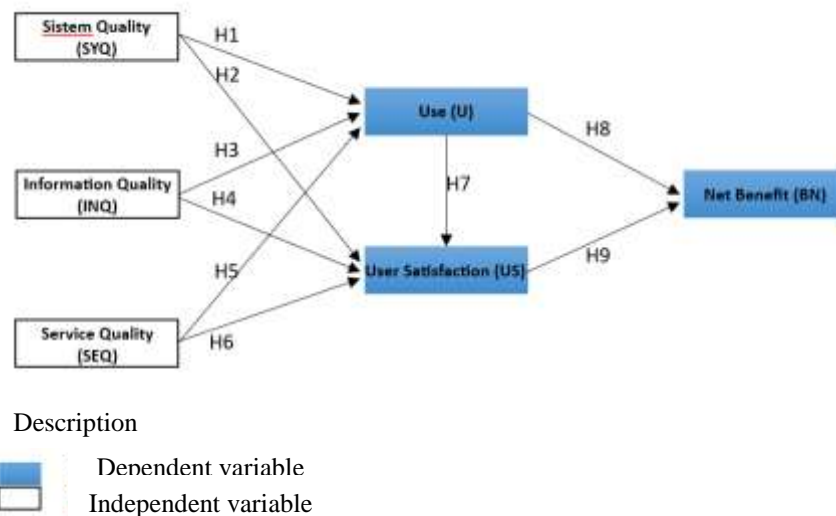 Sistem Quality
(SYQ)
H1
H2
Use (U)
H8
H3
Information Quality
(INQ)
H4
H7
Net Benefit (BN)
H5
User Satisfaction (US)
H9
Service Quality
(SEQ)
H6
Description
Dependent variable
Independent variable